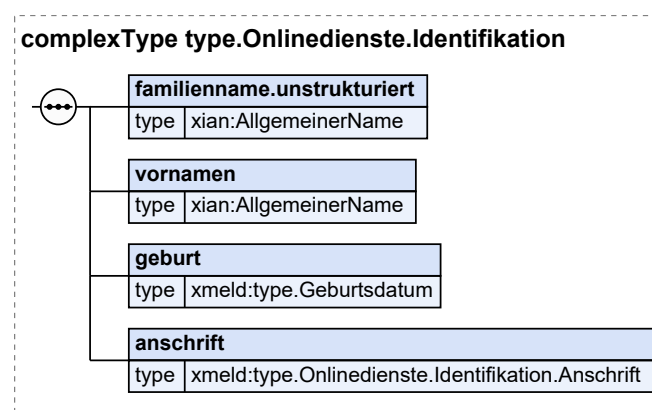 complexType type.Onlinedienste.Identifikation
familienname.unstrukturiert
type xian:AllgemeinerName
vornamen
type xian:AllgemeinerName
geburt
type xmeld:type.Geburtsdatum
anschrift
type xmeld:type.Onlinedienste.Identifikation.Anschrift